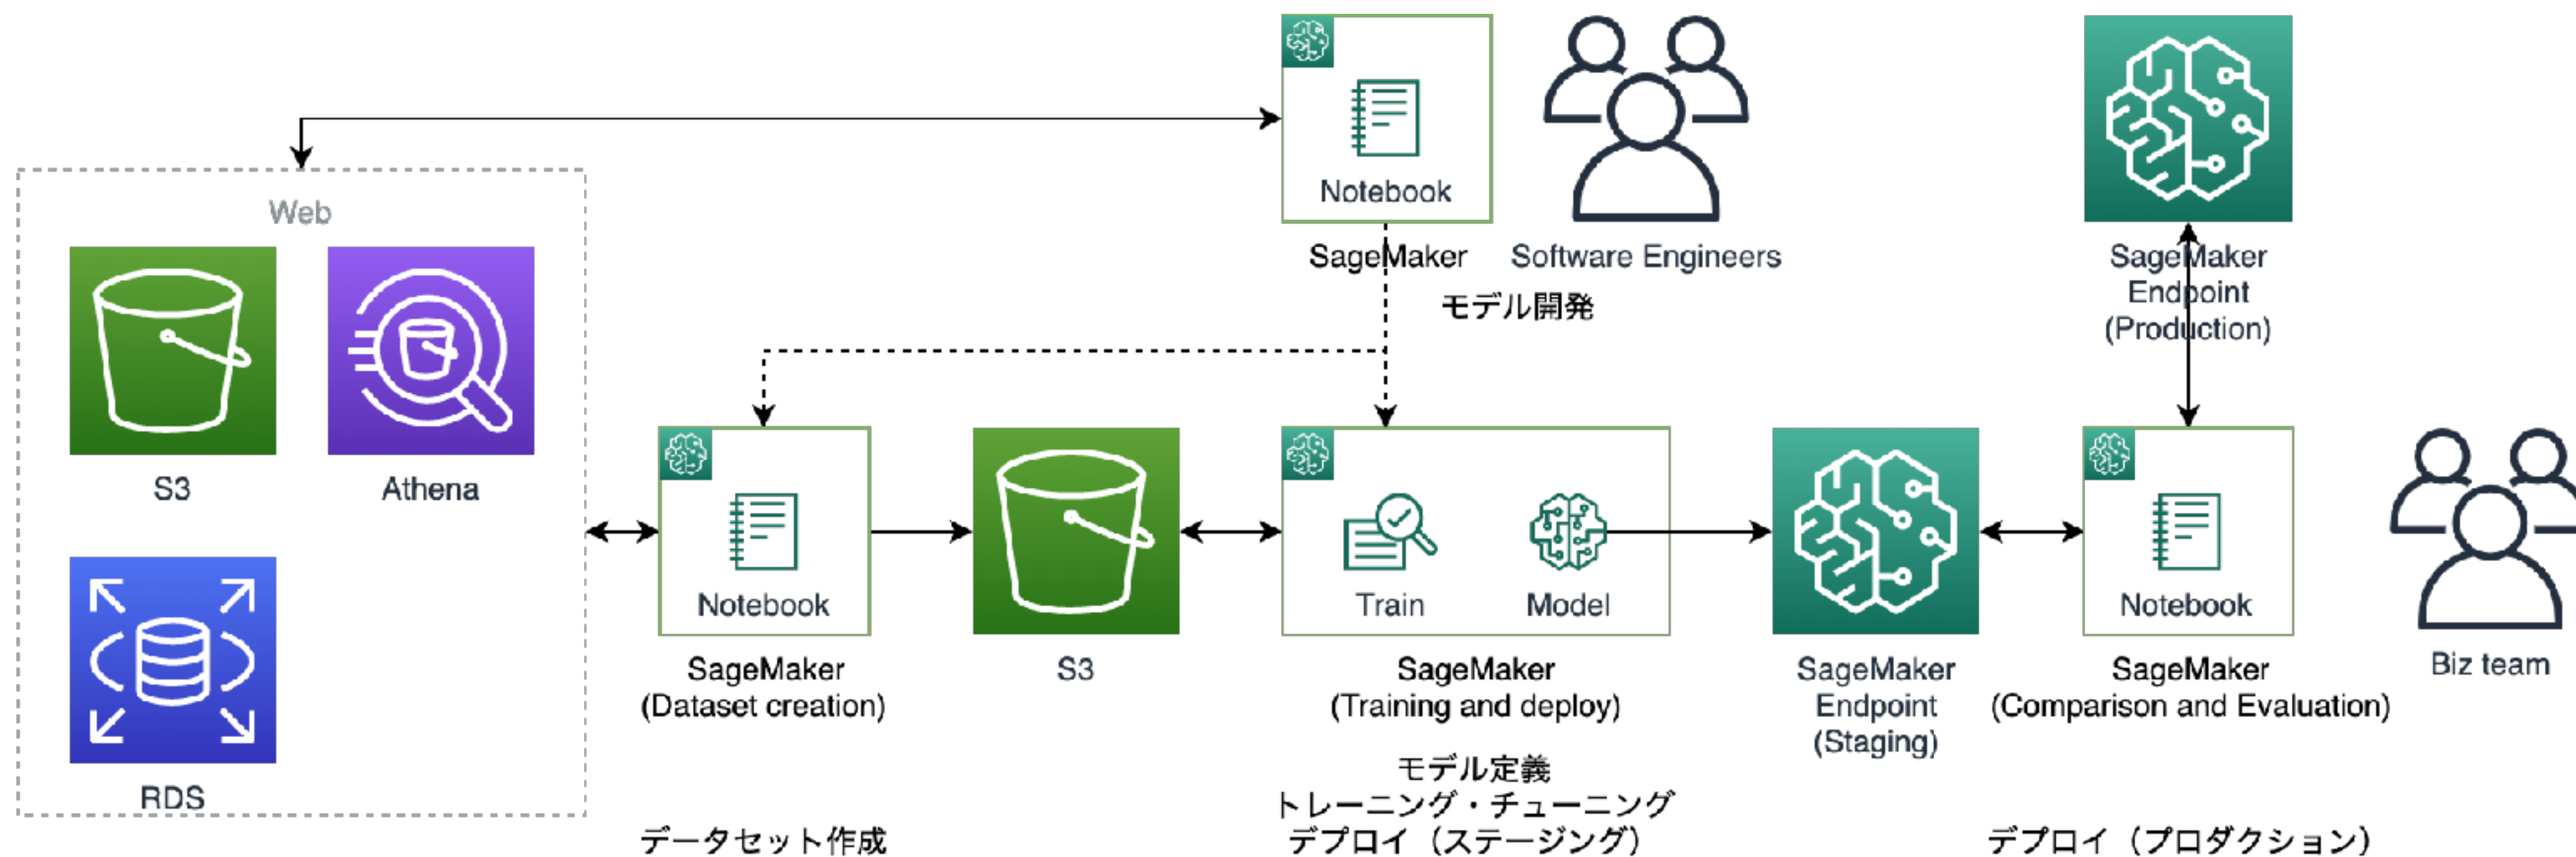 Web
S3
Athena
RDS
Notebook
SageMaker
Software Engineers
モデル開発
Notebook
SageMaker
(Dataset creation)
データセット作成
S3
Train
Model
SageMaker
(Training and deploy)
モデル定義
トレーニング・チューニング
デプロイ（ステージング）
SageMaker
Endpoint
(Staging)
SageMaker
Endpoint
(Production)
Notebook
SageMaker
(Comparison and Evaluation)
デプロイ（プロダクション）
Biz team